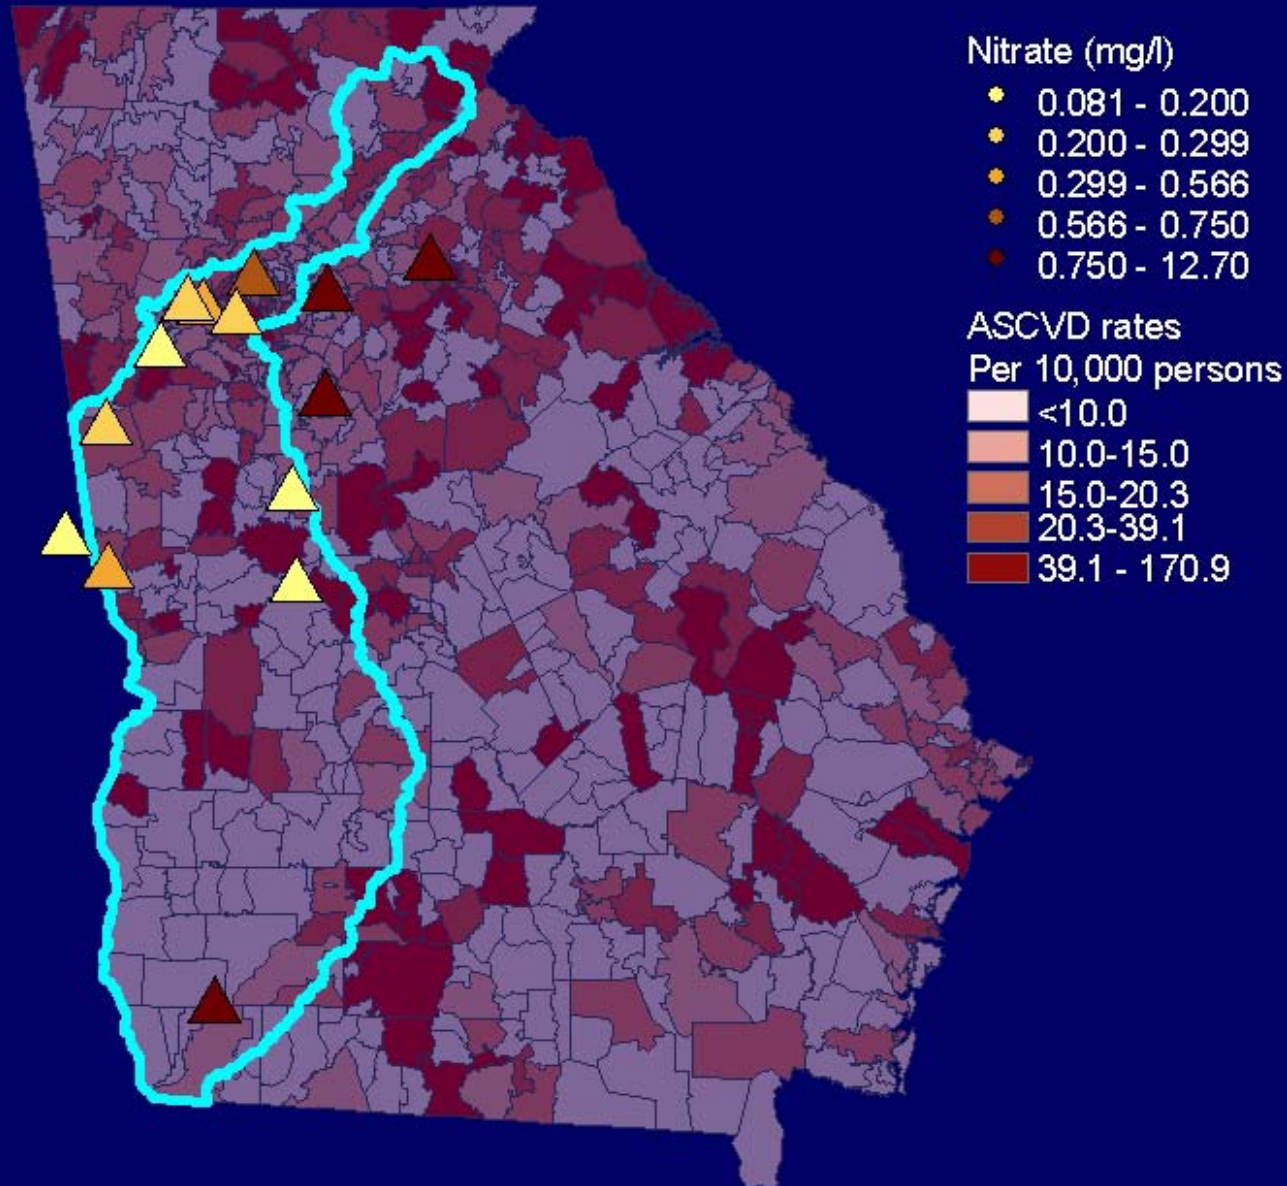 Nitrate (mg/l)
0.081 - 0.200
0.200 - 0.299
0.299 - 0.566
0.566 - 0.750
0.750 - 12.70
ASCVD rates
Per 10,000 persons
<10.0
10.0-15.0
15.0-20.3
20.3-39.1
39.1 - 170.9